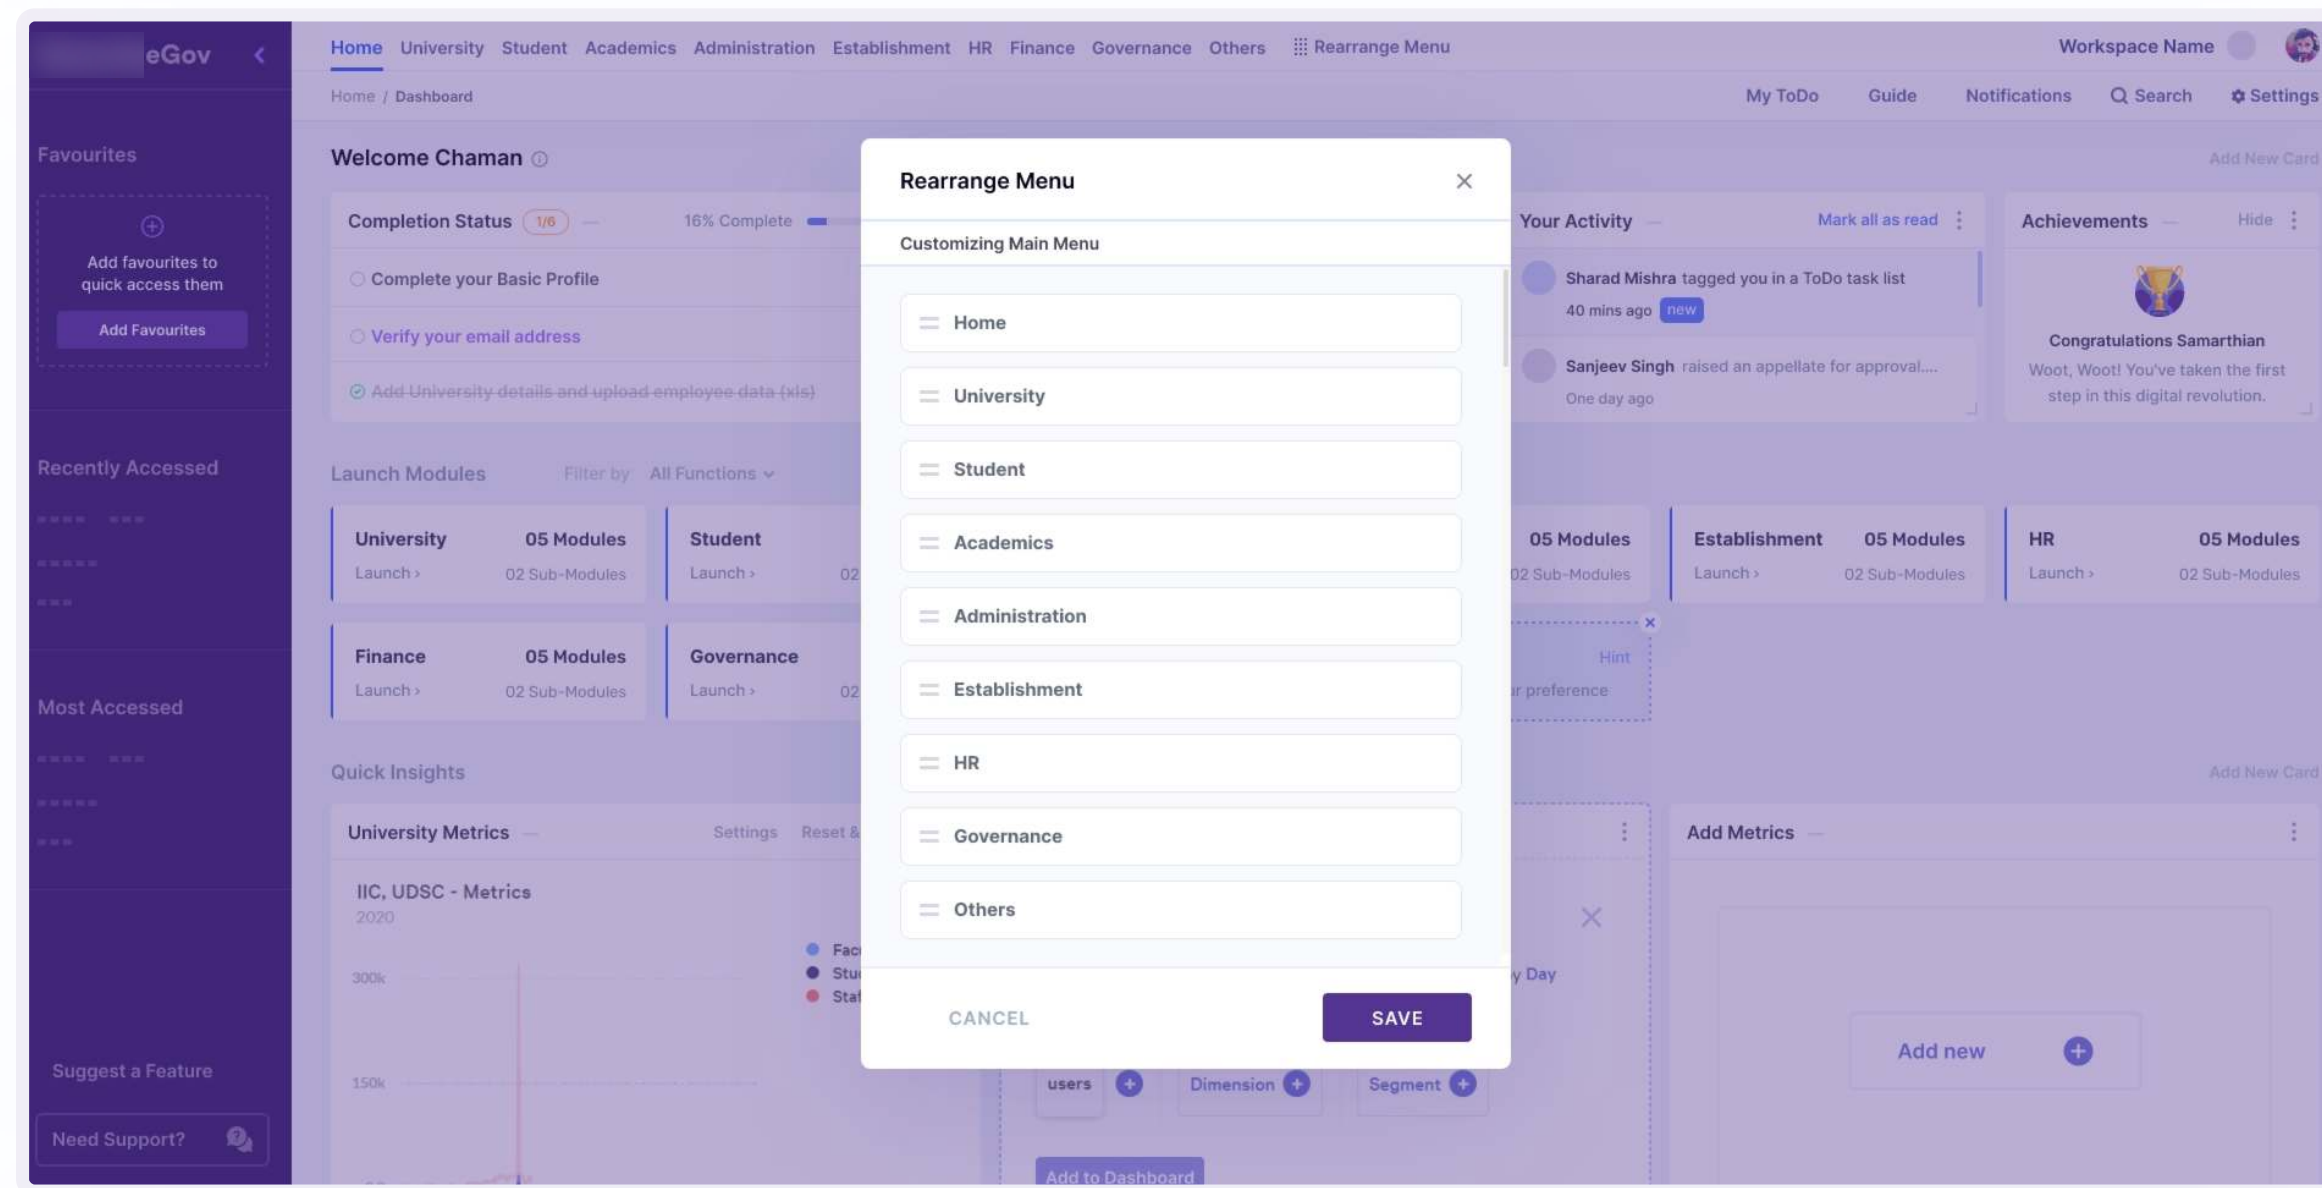 eGov
Home University Student Academics Administration Establishment HR Finance Governance Others Rearrange Menu
Workspace Name
Home / Dashboard
My ToDo Guide Notifications Search Settings
Favourites
Add favourites to
quick access them
Add Favourites
Recently Accessed
Most Accessed
Suggest a Feature
Need Support?
Welcome Chaman
Add New Card
Completion Status 1/6
16% Complete
Complete your Basic Profile
Verify your email address
Add University details and upload employee data (xls)
Your Activity
Mark all as read
Sharad Mishra tagged you in a ToDo task list
40 mins ago new
Sanjeev Singh raised an appellate for approval....
One day ago
Achievements
Hide
Congratulations Samarthian
Woot, Woot! You've taken the first
step in this digital revolution.
Launch Modules Filter by All Functions
University 05 Modules
Launch › 02 Sub-Modules
Student
Launch › 02
05 Modules
02 Sub-Modules
Establishment 05 Modules
Launch › 02 Sub-Modules
HR 05 Modules
Launch › 02 Sub-Modules
Finance 05 Modules
Launch › 02 Sub-Modules
Governance
Launch › 02
Hint
preference
Quick Insights
Add New Card
University Metrics
Settings Reset &
IIC, UDSC - Metrics
2020
300k
150k
Day
users Dimension Segment
Add to Dashboard
Add Metrics
Add new
Rearrange Menu
Customizing Main Menu
Home
University
Student
Academics
Administration
Establishment
HR
Governance
Others
CANCEL SAVE